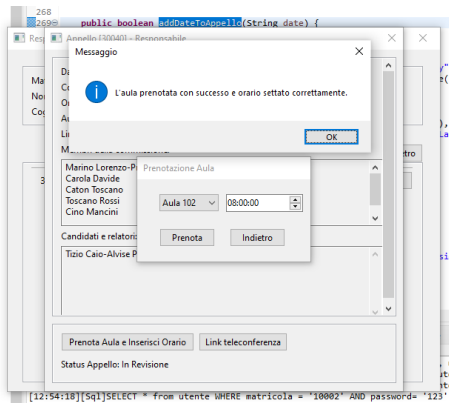 268
269 public boolean addDateToAppello(String date) {
Appello [30040] - Responsabile
Messaggio
L'aula prenotata con successo e orario settato correttamente.
OK
Marino Lorenzo-P
Carola Davide
Caton Toscano
Toscano Rossi
Cino Mancini
Prenotazione Aula
Aula 102
08:00:00
Prenota
Indietro
Candidati e relatori:
Tizio Caio-Alvise P
Prenota Aula e Inserisci Orario
Link teleconferenza
Status Appello: In Revisione
[12:54:18][Sql]SELECT * from utente WHERE matricola = '10002' AND password= '123'